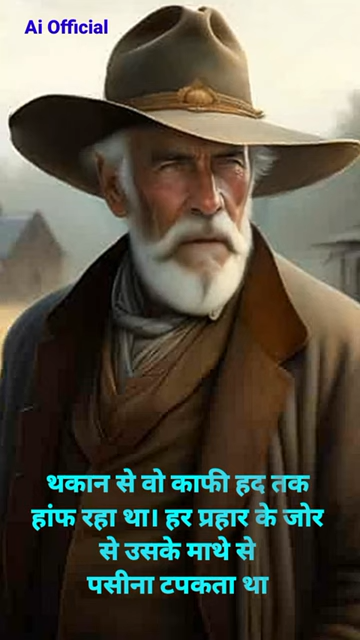 Ai Official
थकान से वो काफी हद तक
हांफ रहा था। हर प्रहार के जोर
से उसके माथे से
पसीना टपकता था